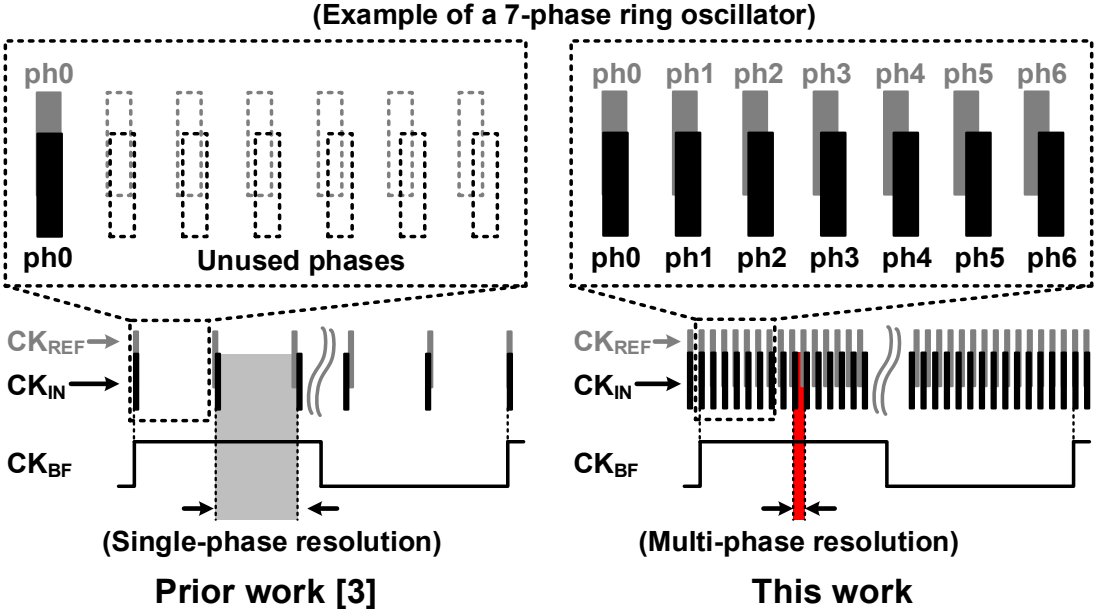 (Example of a 7-phase ring oscillator)
ph0
ph0
Unused phases
CKREF
CKIN
CKBF
(Single-phase resolution)
Prior work [3]
ph0 ph1 ph2 ph3 ph4 ph5 ph6
ph0 ph1 ph2 ph3 ph4 ph5 ph6
CKREF
CKIN
CKBF
(Multi-phase resolution)
This work